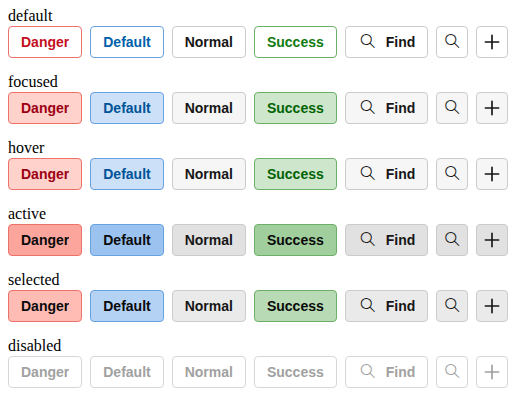 default
Danger Default Normal Success Find
focused
Danger Default Normal Success Find
hover
Danger Default Normal Success Find
active
Danger Default Normal Success Find
selected
Danger Default Normal Success Find
disabled
Danger Default Normal Success Find